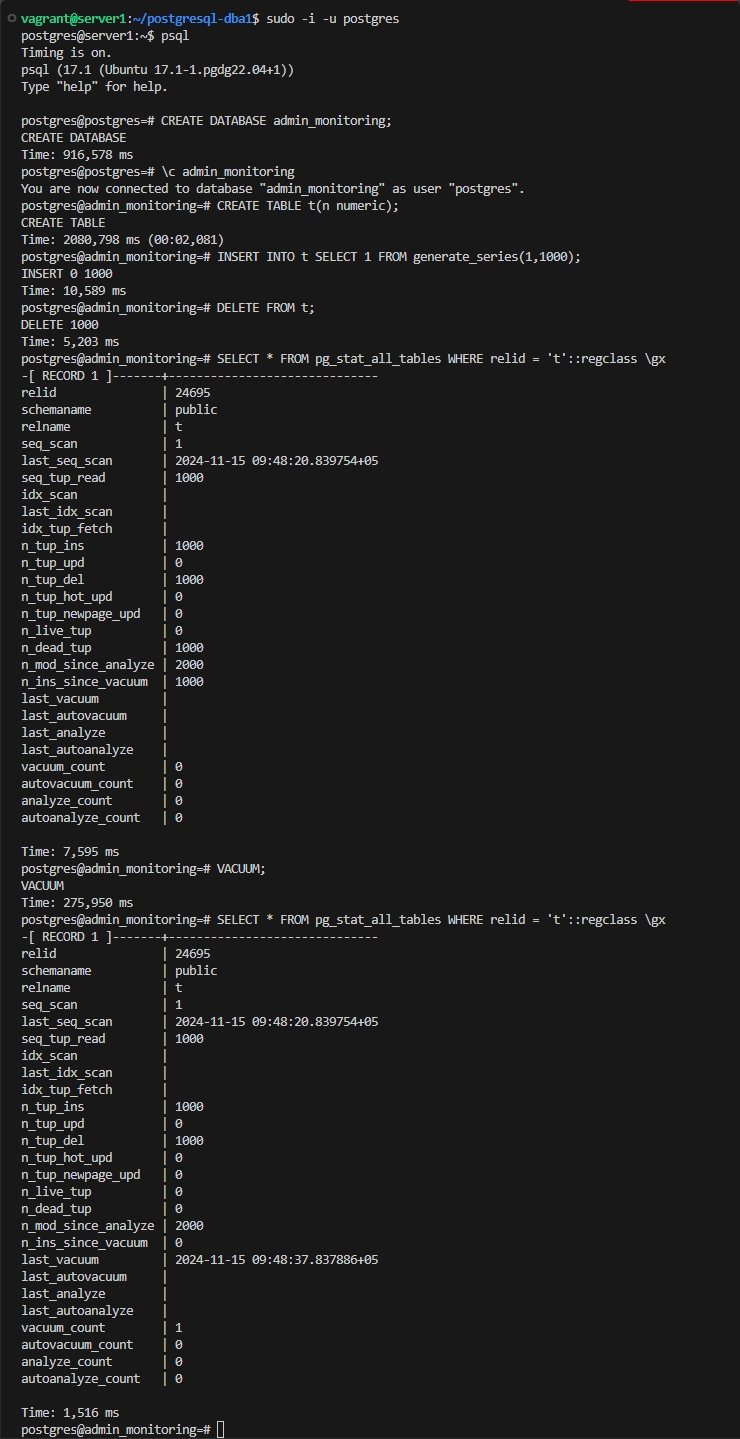 vagrant@server1:~/postgresql-dba1$ sudo -i -u postgres
postgres@server1:~$ psql
Timing is on.
psql (17.1 (Ubuntu 17.1-1.pgdg22.04+1))
Type "help" for help.

postgres@postgres=# CREATE DATABASE admin_monitoring;
CREATE DATABASE
Time: 916,578 ms
postgres@postgres=# \c admin_monitoring
You are now connected to database "admin_monitoring" as user "postgres".
postgres@admin_monitoring=# CREATE TABLE t(n numeric);
CREATE TABLE
Time: 2080,798 ms (00:02,081)
postgres@admin_monitoring=# INSERT INTO t SELECT 1 FROM generate_series(1,1000);
INSERT 0 1000
Time: 10,589 ms
postgres@admin_monitoring=# DELETE FROM t;
DELETE 1000
Time: 5,203 ms
postgres@admin_monitoring=# SELECT * FROM pg_stat_all_tables WHERE relid = 't'::regclass \gx
-[ RECORD 1 ]-------+------------------------------
relid               | 24695
schemaname          | public
relname             | t
seq_scan            | 1
last_seq_scan       | 2024-11-15 09:48:20.839754+05
seq_tup_read        | 1000
idx_scan            |
last_idx_scan       |
idx_tup_fetch       |
n_tup_ins           | 1000
n_tup_upd           | 0
n_tup_del           | 1000
n_tup_hot_upd       | 0
n_tup_newpage_upd   | 0
n_live_tup          | 0
n_dead_tup          | 1000
n_mod_since_analyze | 2000
n_ins_since_vacuum  | 1000
last_vacuum         |
last_autovacuum     |
last_analyze        |
last_autoanalyze    |
vacuum_count        | 0
autovacuum_count    | 0
analyze_count       | 0
autoanalyze_count   | 0

Time: 7,595 ms
postgres@admin_monitoring=# VACUUM;
VACUUM
Time: 275,950 ms
postgres@admin_monitoring=# SELECT * FROM pg_stat_all_tables WHERE relid = 't'::regclass \gx
-[ RECORD 1 ]-------+------------------------------
relid               | 24695
schemaname          | public
relname             | t
seq_scan            | 1
last_seq_scan       | 2024-11-15 09:48:20.839754+05
seq_tup_read        | 1000
idx_scan            |
last_idx_scan       |
idx_tup_fetch       |
n_tup_ins           | 1000
n_tup_upd           | 0
n_tup_del           | 1000
n_tup_hot_upd       | 0
n_tup_newpage_upd   | 0
n_live_tup          | 0
n_dead_tup          | 0
n_mod_since_analyze | 2000
n_ins_since_vacuum  | 0
last_vacuum         | 2024-11-15 09:48:37.837886+05
last_autovacuum     |
last_analyze        |
last_autoanalyze    |
vacuum_count        | 1
autovacuum_count    | 0
analyze_count       | 0
autoanalyze_count   | 0

Time: 1,516 ms
postgres@admin_monitoring=#